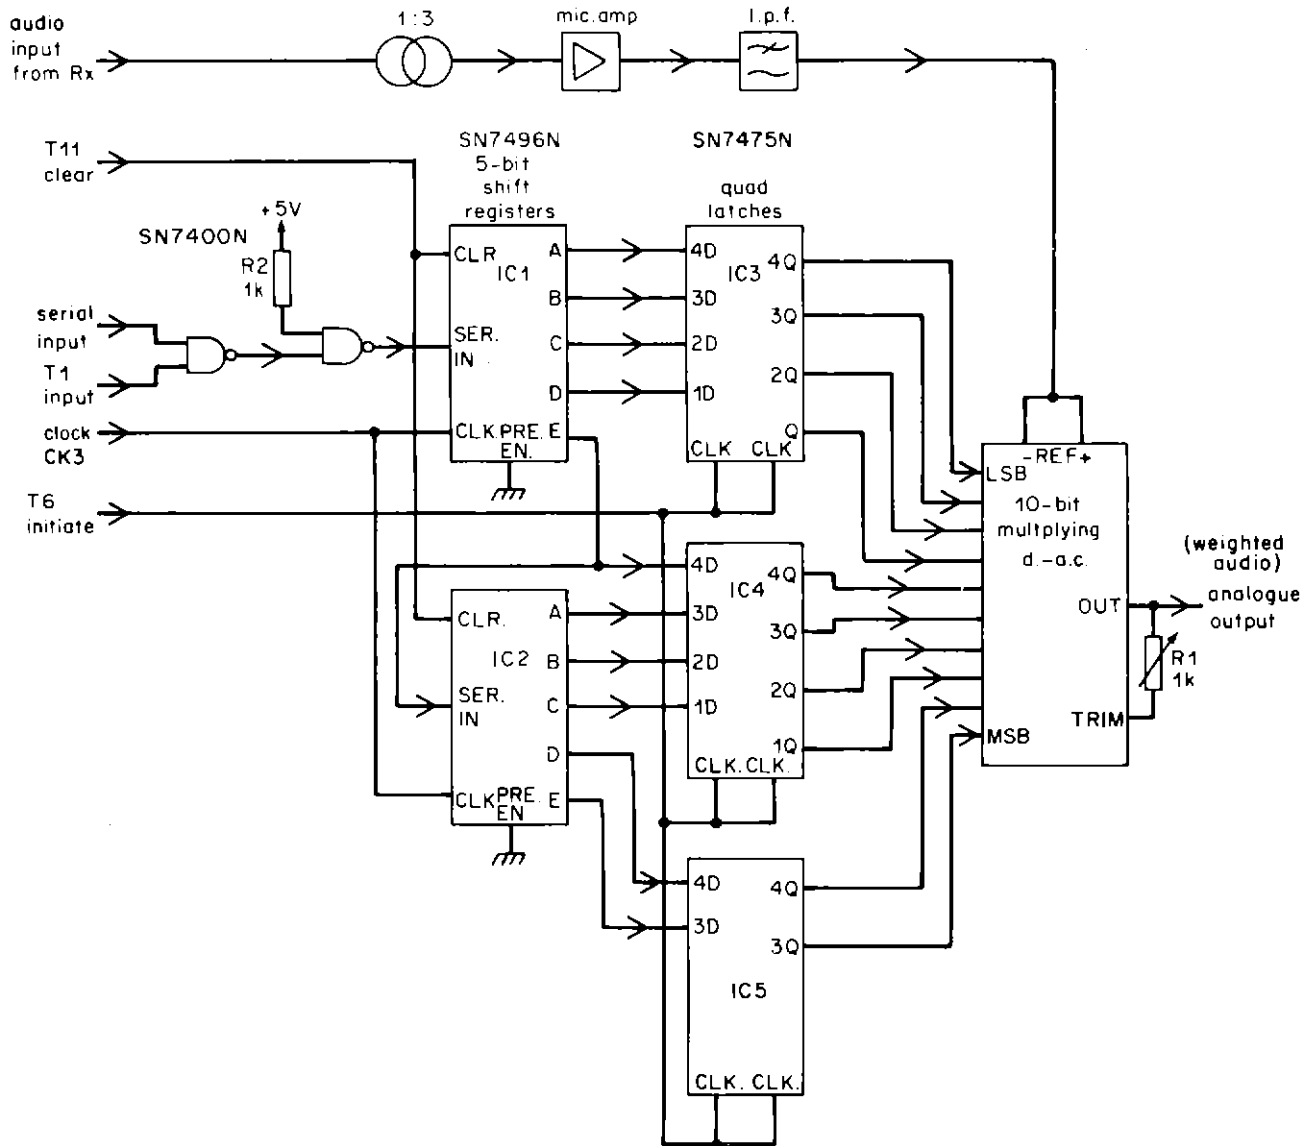 audio
input
from Rx
1:3
mic.amp
l.p.f.
T11
clear
SN7496N
5-bit
shift
registers
SN7475N
quad
latches
+5V
SN7400N
R2
1k
serial
input
T1
input
clock
CK3
T6
initiate
CLR
IC1
A
B
C
D
E
SER.
IN
CLK
PRE.
EN.
4D
3D
2D
1D
IC3
4Q
3Q
2Q
Q
CLK
CLK
CLR.
IC2
A
B
C
D
E
SER.
IN
CLK
PRE.
EN
4D
3D
2D
1D
IC4
4Q
3Q
2Q
1Q
CLK.
CLK.
4D
3D
4Q
3Q
IC5
CLK.
CLK.
-REF+
LSB
10-bit
multplying
d.-a.c.
OUT
TRIM
MSB
R1
1k
(weighted
audio)
analogue
output